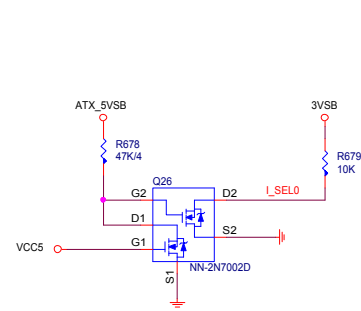 ATX_5VSB
3VSB
R678
47K/4
R679
10K
Q26
G2
D2
I_SEL0
D1
S2
G1
VCC5
NN-2N7002D
S1